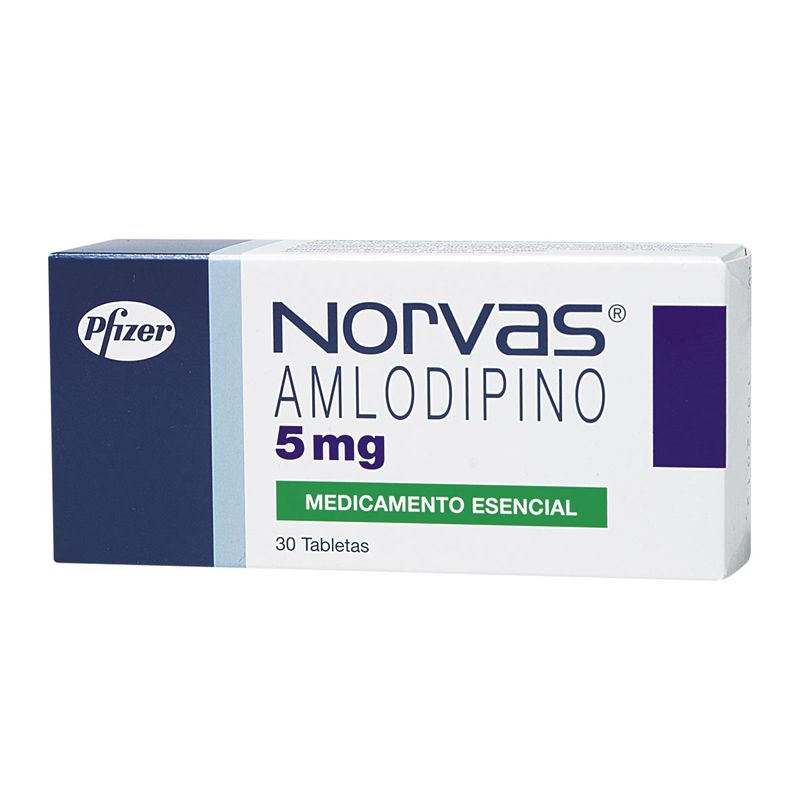 Pfizer
Norvas®
AMLODIPINO
5 mg
MEDICAMENTO ESENCIAL
30 Tabletas